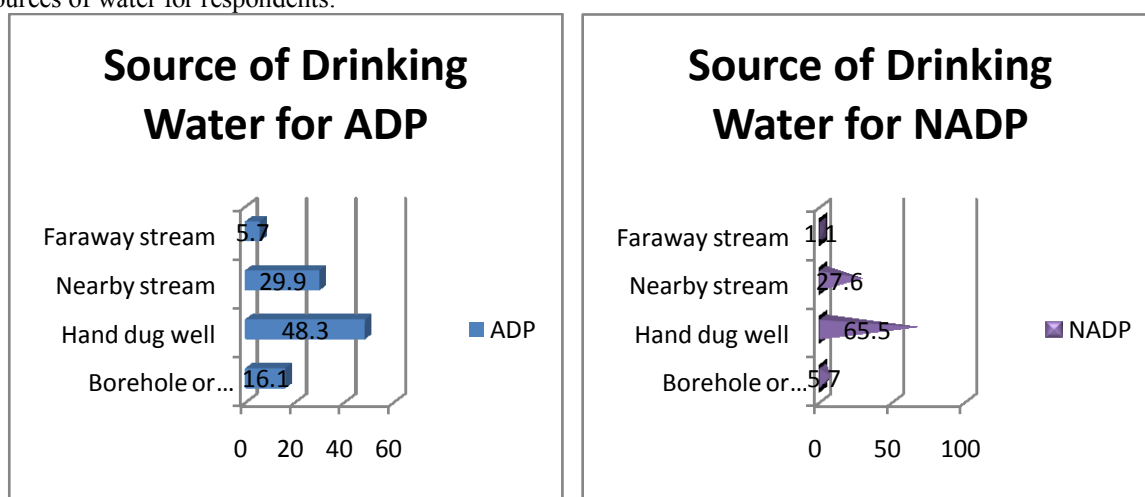 ources of water for respondents.
Source of Drinking
Water for ADP
Faraway stream
5.7
Nearby stream
29.9
Hand dug well
48.3
Borehole or...
16.1
ADP
0 20 40 60
Source of Drinking
Water for NADP
Faraway stream
1.1
Nearby stream
27.6
Hand dug well
65.5
Borehole or...
5.7
NADP
0 50 100